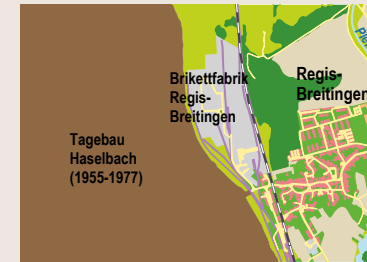 Brikettfabrik
Regis-
Breitingen
Regis-
Breitingen
Tagebau
Haselbach
(1955-1977)